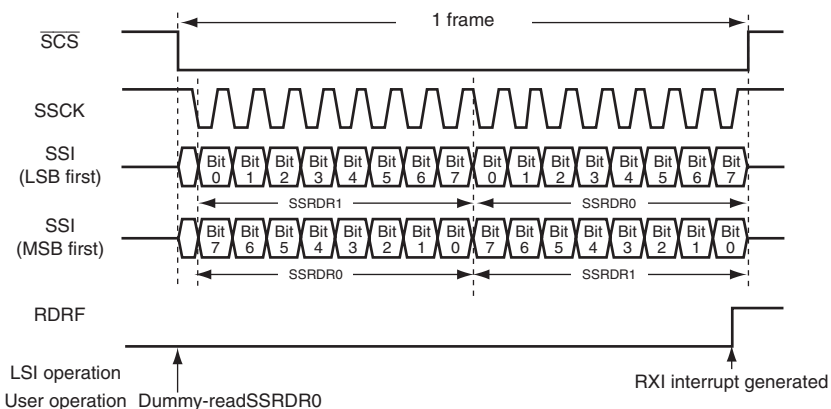 1 frame
SCS
SSCK
SSI
(LSB first)
Bit 0 Bit 1 Bit 2 Bit 3 Bit 4 Bit 5 Bit 6 Bit 7 Bit 0 Bit 1 Bit 2 Bit 3 Bit 4 Bit 5 Bit 6 Bit 7
SSRDR1 SSRDR0
SSI
(MSB first)
Bit 7 Bit 6 Bit 5 Bit 4 Bit 3 Bit 2 Bit 1 Bit 0 Bit 7 Bit 6 Bit 5 Bit 4 Bit 3 Bit 2 Bit 1 Bit 0
SSRDR0 SSRDR1
RDRF
LSI operation
RXI interrupt generated
User operation Dummy-readSSRDR0